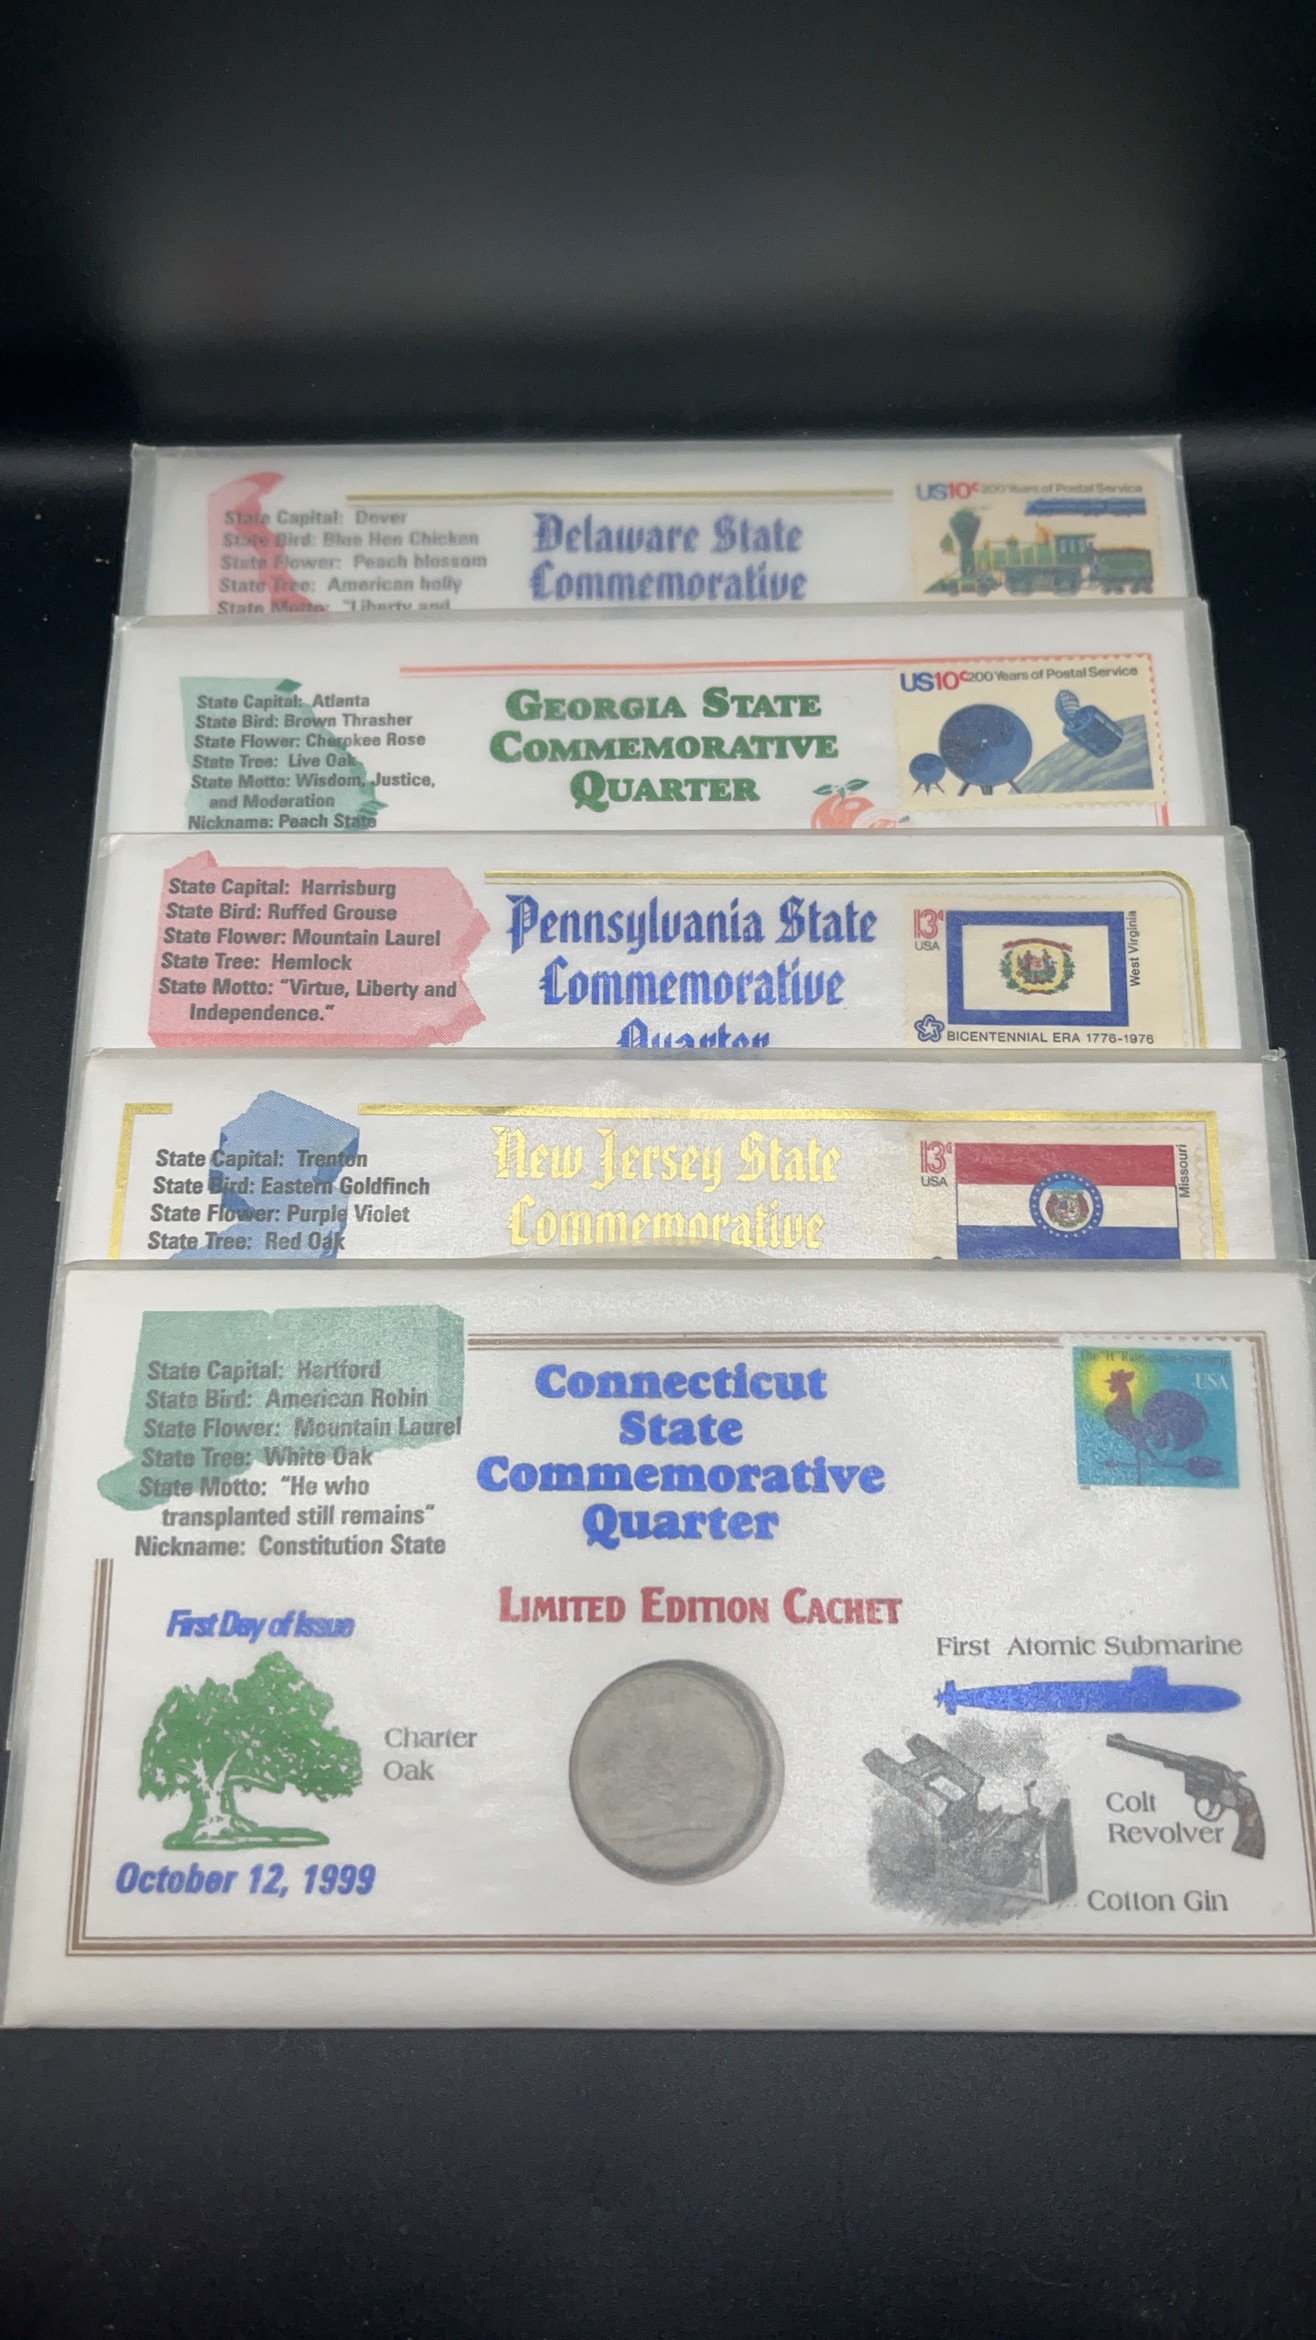 State Capital: Dover
State Bird: Blue Hen Chicken
State Flower: Peach blossom
State Tree: American holly
State Motto: "Liberty and
Delaware State
Commemorative
US10c 200 Years of Postal Service
State Capital: Atlanta
State Bird: Brown Thrasher
State Flower: Cherokee Rose
State Tree: Live Oak
State Motto: Wisdom, Justice,
and Moderation
Nickname: Peach State
GEORGIA STATE
COMMEMORATIVE
QUARTER
US10c 200 Years of Postal Service
State Capital: Harrisburg
State Bird: Ruffed Grouse
State Flower: Mountain Laurel
State Tree: Hemlock
State Motto: "Virtue, Liberty and
Independence."
Pennsylvania State
Commemorative
Quarter
13c
USA
West Virginia
BICENTENNIAL ERA 1776-1976
State Capital: Trenton
State Bird: Eastern Goldfinch
State Flower: Purple Violet
State Tree: Red Oak
New Jersey State
Commemorative
13c
USA
Missouri
State Capital: Hartford
State Bird: American Robin
State Flower: Mountain Laurel
State Tree: White Oak
State Motto: "He who
transplanted still remains"
Nickname: Constitution State
Connecticut
State
Commemorative
Quarter
The "H" Rate
USA
LIMITED EDITION CACHET
First Day of Issue
Charter
Oak
October 12, 1999
First Atomic Submarine
Colt
Revolver
Cotton Gin